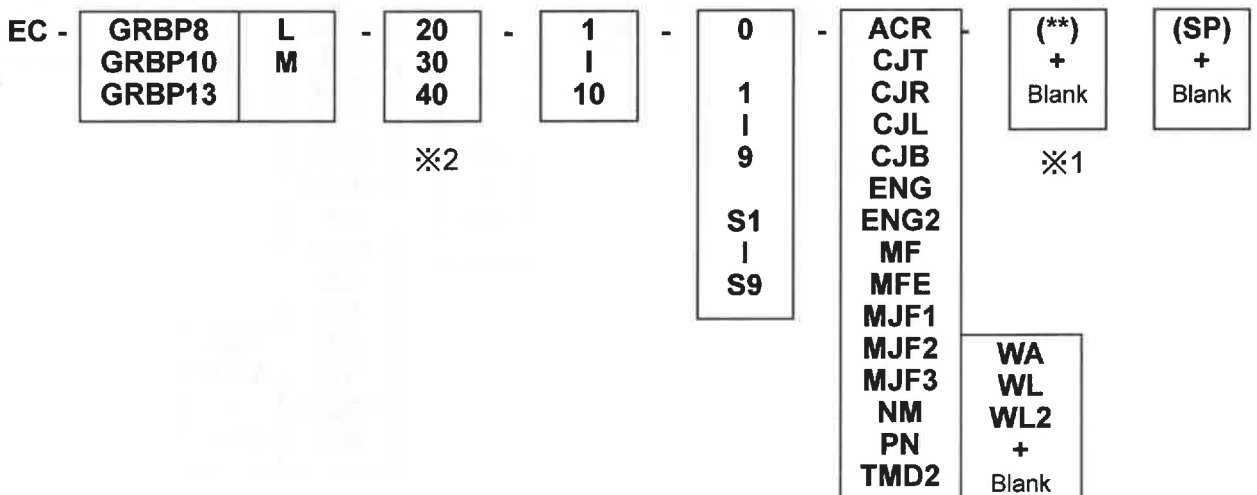 EC - GRBP8 L - 20 - 1 - 0 - ACR - (**) (SP)
GRBP10 M 30 I CJT + +
GRBP13 40 10 1 CJR Blank Blank
I CJL
※2 9 CJB ※1
ENG
S1 ENG2
I MF
S9 MFE
MJF1
MJF2 WA
MJF3 WL
NM WL2
PN +
TMD2 Blank